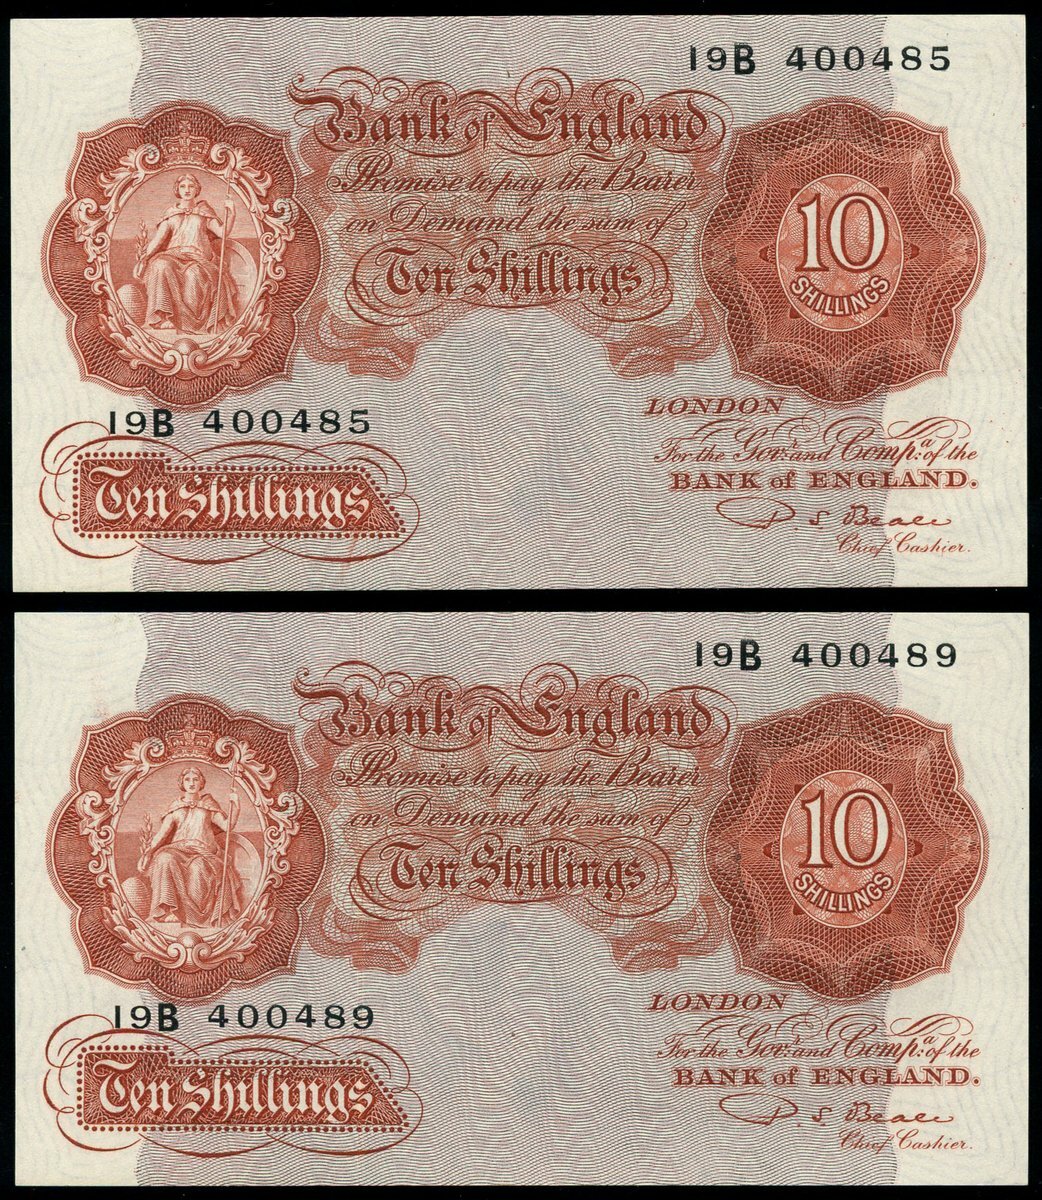 19B 400485
Bank of England
Promise to pay the Bearer
on Demand the sum of
Ten Shillings
10
SHILLINGS
19B 400485
Ten Shillings
LONDON
For the Govr. and Compa. of the
BANK of ENGLAND.
P. S. Beale
Chief Cashier.
19B 400489
Bank of England
Promise to pay the Bearer
on Demand the sum of
Ten Shillings
10
SHILLINGS
19B 400489
Ten Shillings
LONDON
For the Govr. and Compa. of the
BANK of ENGLAND.
P. S. Beale
Chief Cashier.